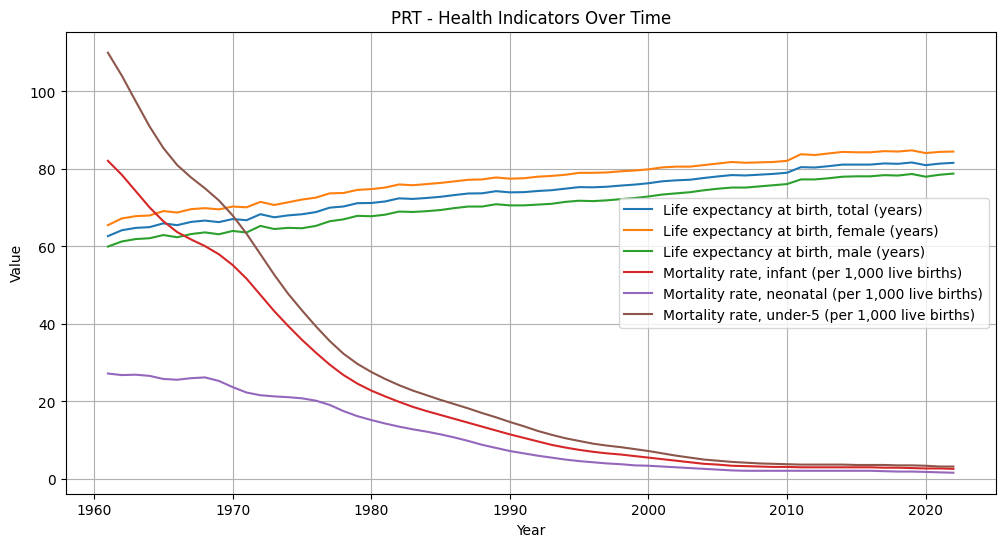 PRT - Health Indicators Over Time
Value
100
80
60
40
20
0
Life expectancy at birth, total (years)
Life expectancy at birth, female (years)
Life expectancy at birth, male (years)
Mortality rate, infant (per 1,000 live births)
Mortality rate, neonatal (per 1,000 live births)
Mortality rate, under-5 (per 1,000 live births)
1960 1970 1980 1990 2000 2010 2020
Year